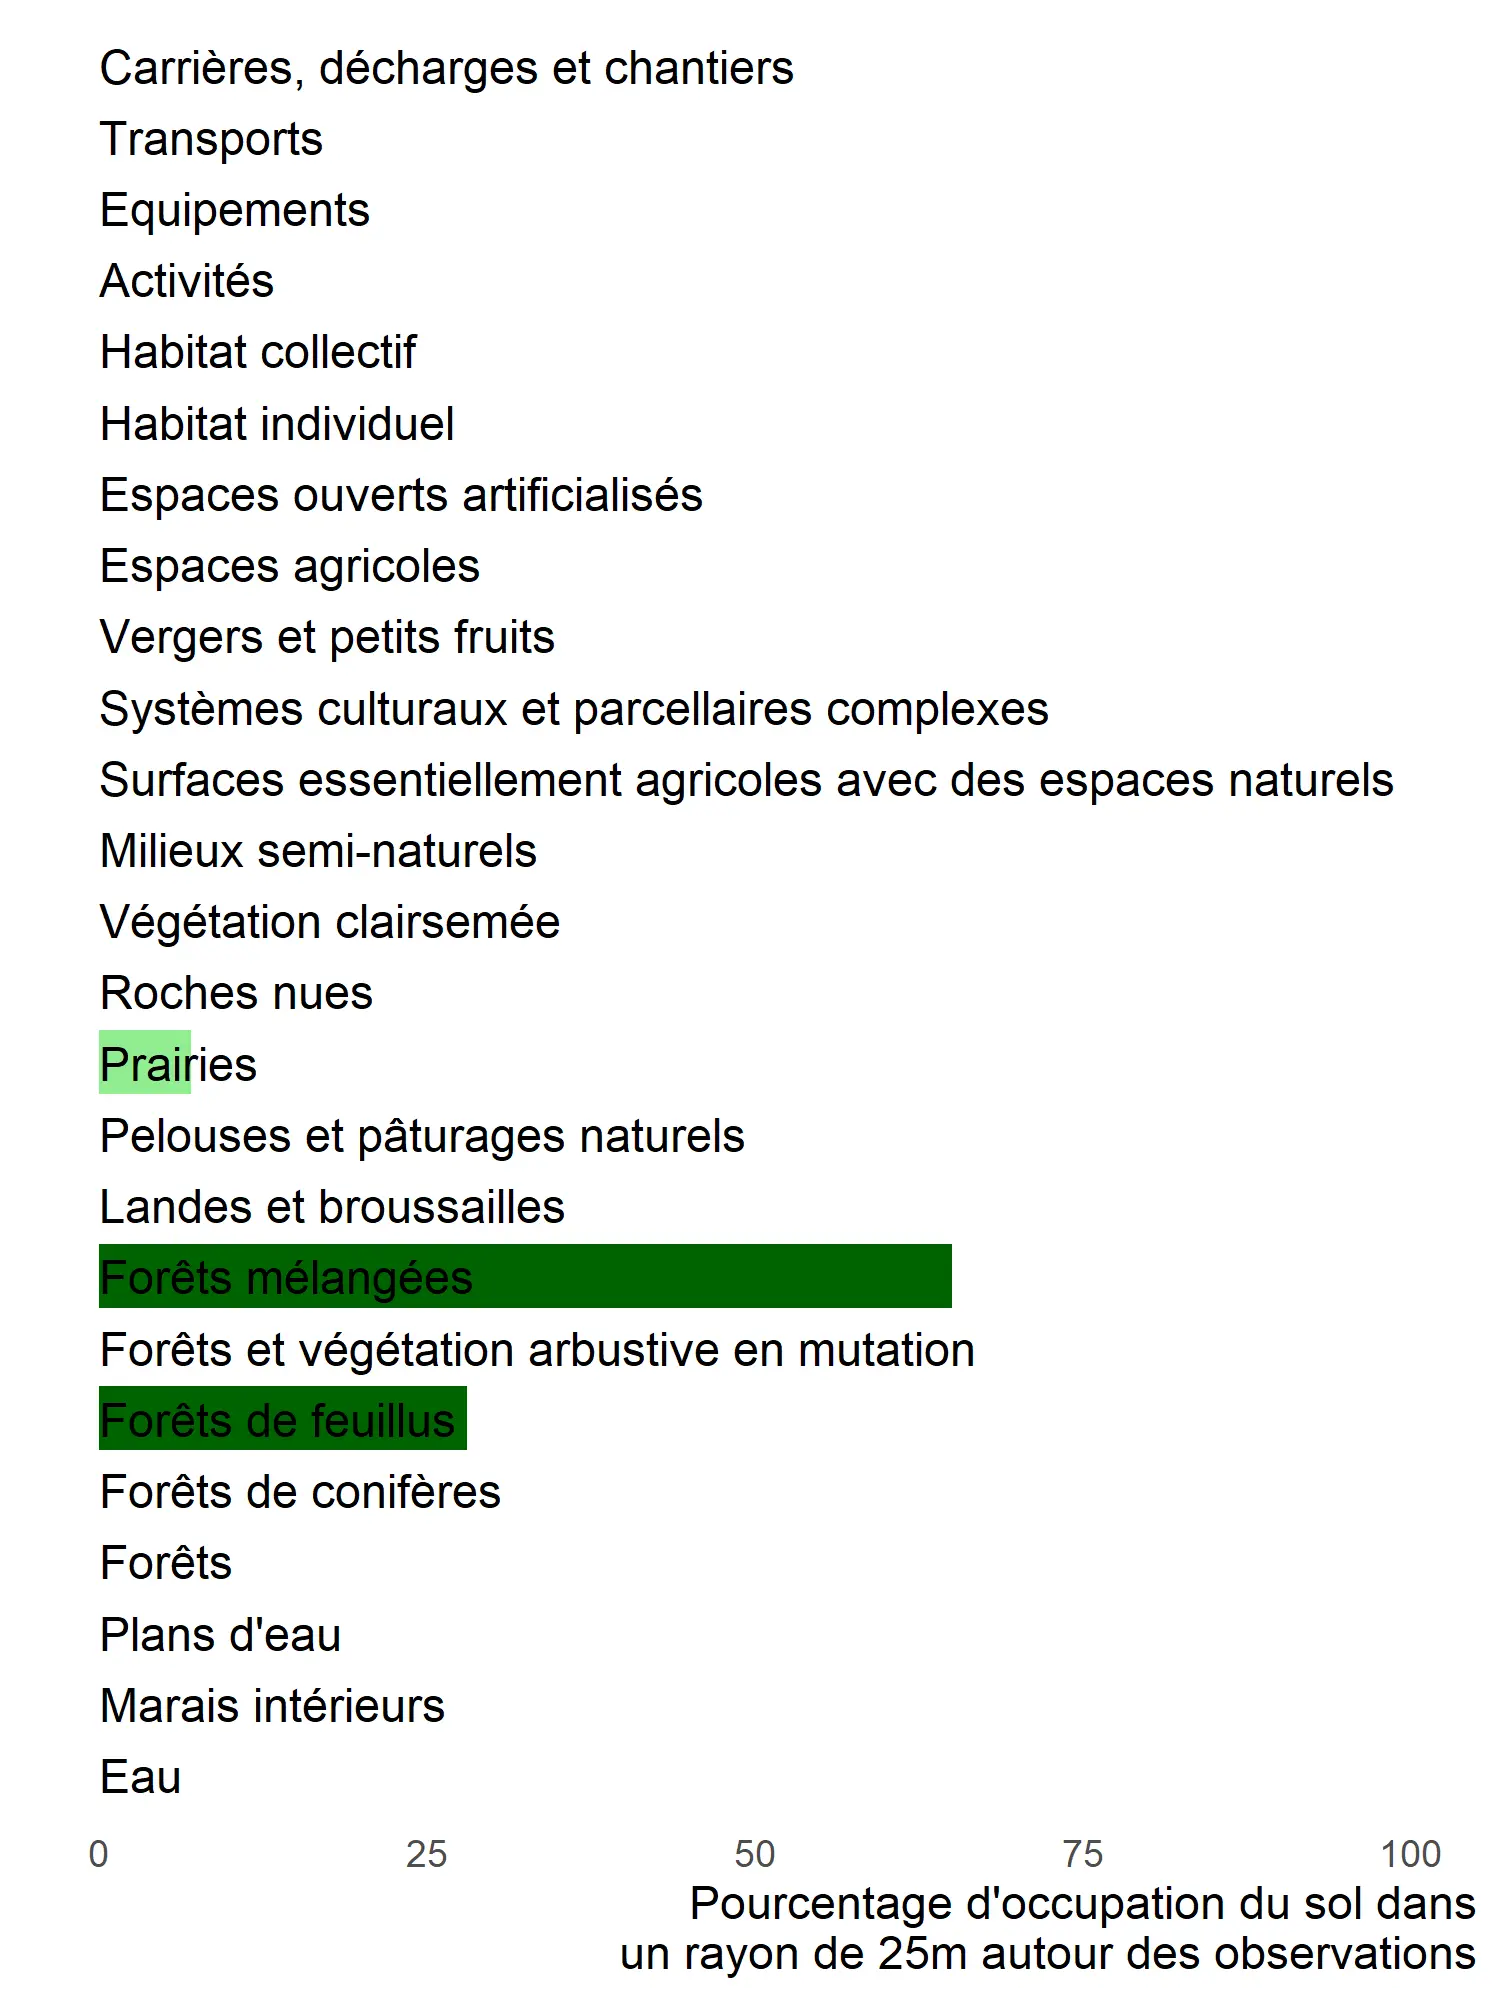 Carrières, décharges et chantiers
Transports
Equipements
Activités
Habitat collectif
Habitat individuel
Espaces ouverts artificialisés
Espaces agricoles
Vergers et petits fruits
Systèmes culturaux et parcellaires complexes
Surfaces essentiellement agricoles avec des espaces naturels
Milieux semi-naturels
Végétation clairsemée
Roches nues
Prairies
Pelouses et pâturages naturels
Landes et broussailles
Forêts mélangées
Forêts et végétation arbustive en mutation
Forêts de feuillus
Forêts de conifères
Forêts
Plans d'eau
Marais intérieurs
Eau
0 25 50 75 100
Pourcentage d'occupation du sol dans
un rayon de 25m autour des observations